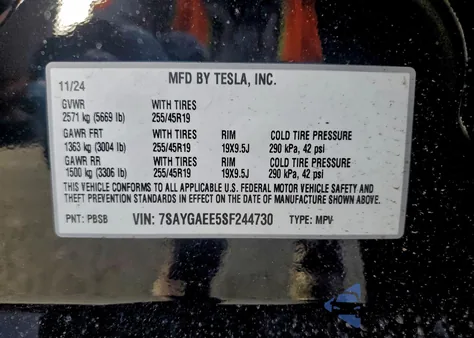 MFD BY TESLA, INC.
11/24
GVWR WITH TIRES
2571 kg (5669 lb) 255/45R19
GAWR FRT WITH TIRES RIM COLD TIRE PRESSURE
1363 kg (3004 lb) 255/45R19 19X9.5J 290 kPa, 42 psi
GAWR RR WITH TIRES RIM COLD TIRE PRESSURE
1500 kg (3306 lb) 255/45R19 19X9.5J 290 kPa, 42 psi
THIS VEHICLE CONFORMS TO ALL APPLICABLE U.S. FEDERAL MOTOR VEHICLE SAFETY AND
THEFT PREVENTION STANDARDS IN EFFECT ON THE DATE OF MANUFACTURE SHOWN ABOVE.
PNT: PBSB VIN: 7SAYGAEE5SF244730 TYPE: MPV